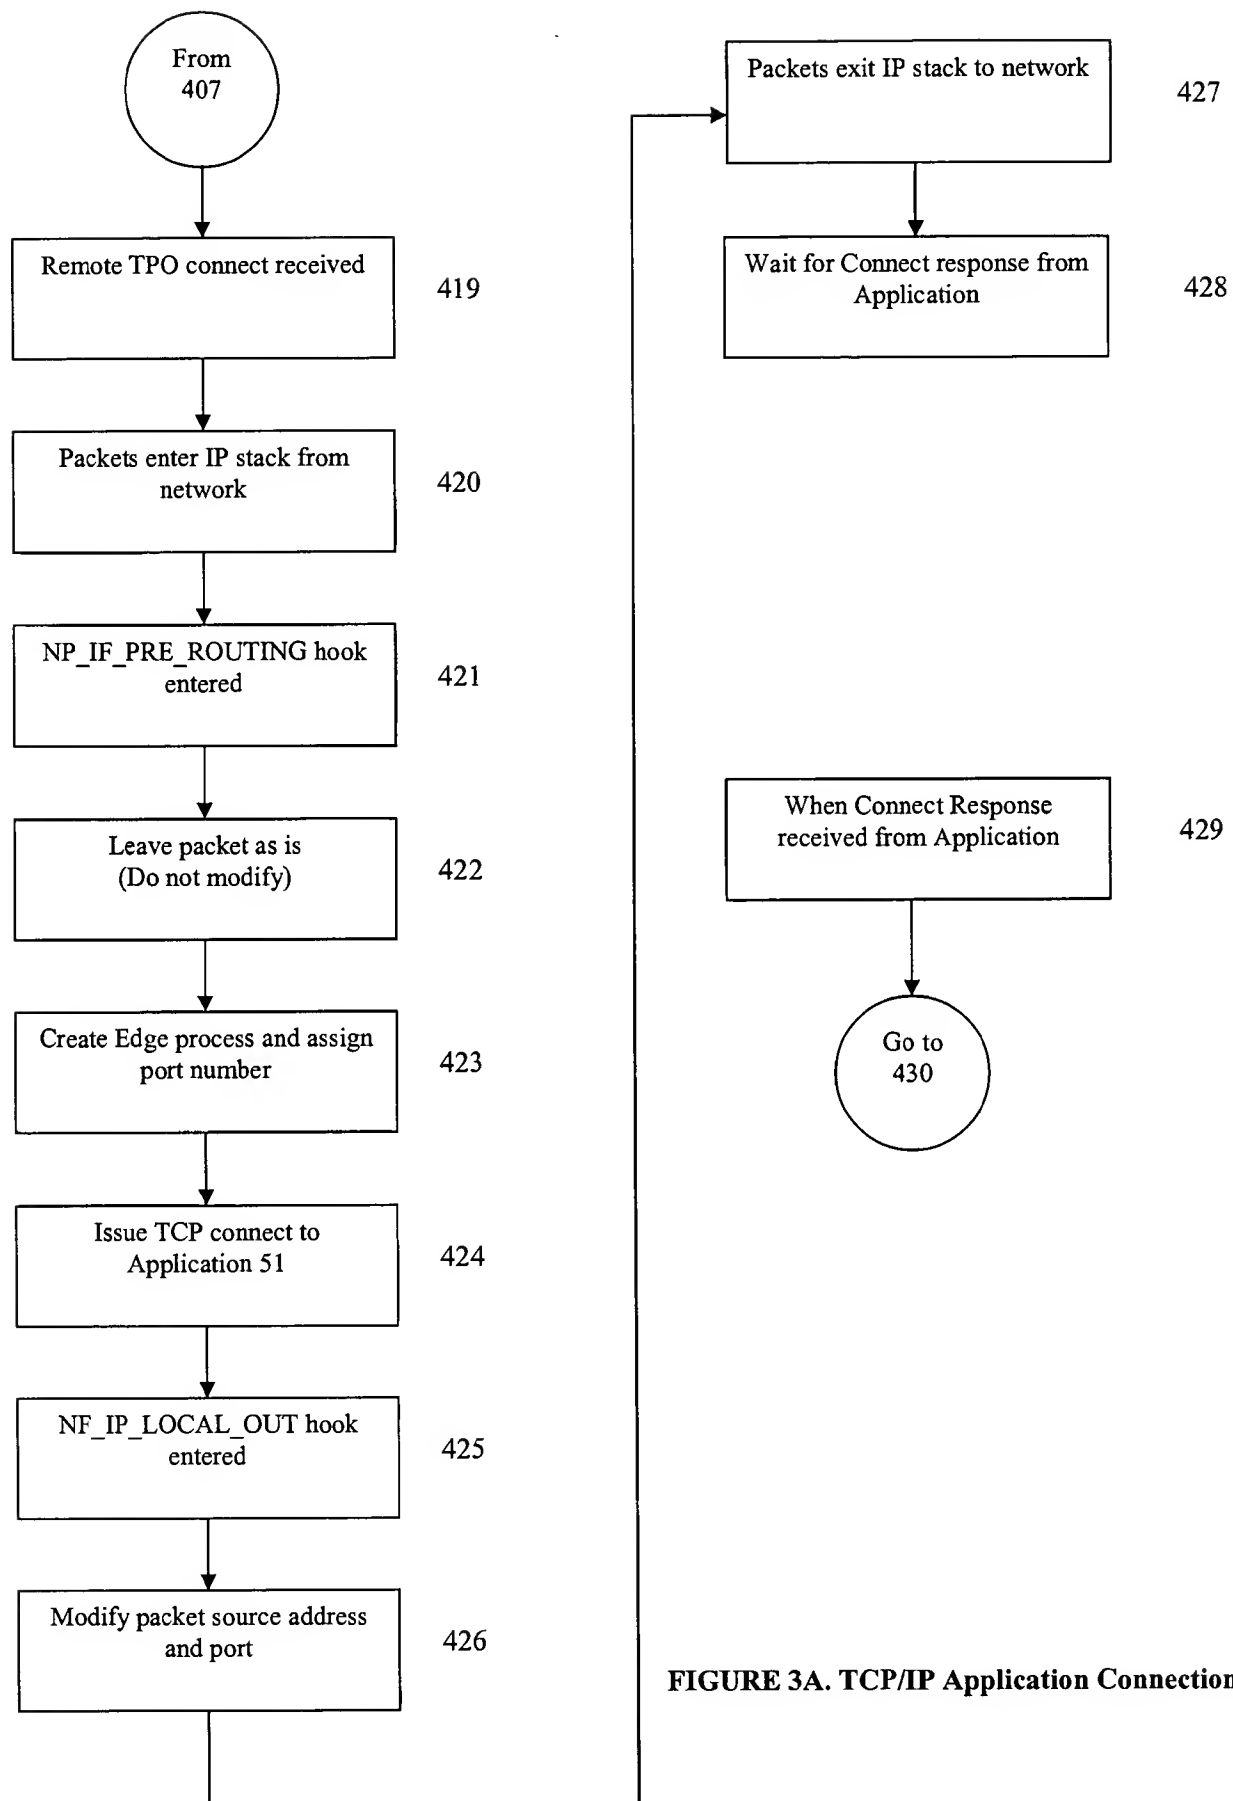 From
407
Remote TPO connect received
419
Packets enter IP stack from
network
420
NP_IF_PRE_ROUTING hook
entered
421
Leave packet as is
(Do not modify)
422
Create Edge process and assign
port number
423
Issue TCP connect to
Application 51
424
NF_IP_LOCAL_OUT hook
entered
425
Modify packet source address
and port
426
Packets exit IP stack to network
427
Wait for Connect response from
Application
428
When Connect Response
received from Application
429
Go to
430
FIGURE 3A. TCP/IP Application Connection